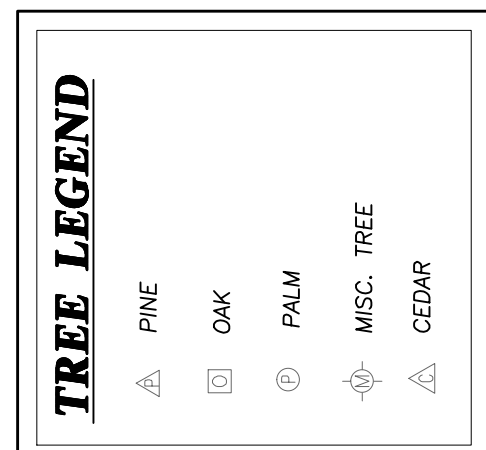 TREE LEGEND
P PINE
O OAK
P PALM
M MISC. TREE
C CEDAR